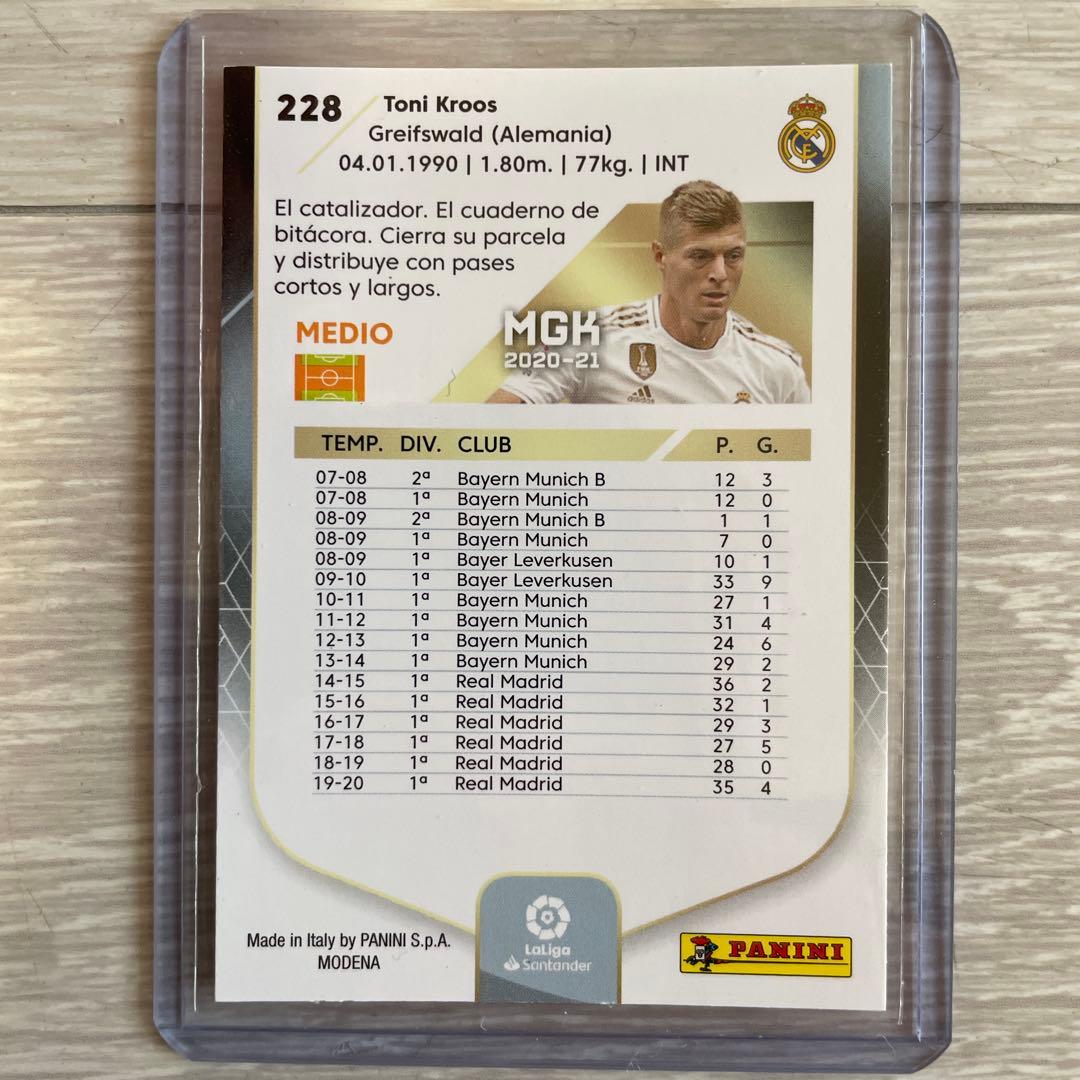 228
Toni Kroos
Greifswald (Alemania)
04.01.1990 | 1.80m. | 77kg. | INT
El catalizador. El cuaderno de
bitácora. Cierra su parcela
y distribuye con pases
cortos y largos.
MEDIO
MGK
2020-21
adidas
TEMP. DIV. CLUB P. G.
07-08 2ª Bayern Munich B 12 3
07-08 1ª Bayern Munich 12 0
08-09 2ª Bayern Munich B 1 1
08-09 1ª Bayern Munich 7 0
08-09 1ª Bayer Leverkusen 10 1
09-10 1ª Bayer Leverkusen 33 9
10-11 1ª Bayern Munich 27 1
11-12 1ª Bayern Munich 31 4
12-13 1ª Bayern Munich 24 6
13-14 1ª Bayern Munich 29 2
14-15 1ª Real Madrid 36 2
15-16 1ª Real Madrid 32 1
16-17 1ª Real Madrid 29 3
17-18 1ª Real Madrid 27 5
18-19 1ª Real Madrid 28 0
19-20 1ª Real Madrid 35 4
Made in Italy by PANINI S.p.A.
MODENA
LaLiga
Santander
PANINI